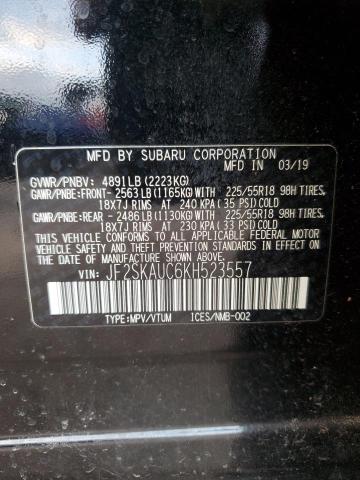 MFD BY SUBARU CORPORATION
GVWR/PNBV: 4891LB (2223KG) MFD IN 03/19
GAWR/PNBE:FRONT- 2563LB(1165KG)WITH 225/55R18 98H TIRES,
18X7J RIMS AT 240 KPA (35 PSI) COLD
GAWR/PNBE:REAR - 2486LB(1130KG)WITH 225/55R18 98H TIRES,
18X7J RIMS AT 230 KPA (33 PSI) COLD
THIS VEHICLE CONFORMS TO ALL APPLICABLE U.S. FEDERAL
MOTOR VEHICLE SAFETY, BUMPER, AND THEFT PREVENTION
STANDARDS IN EFFECT ON THE DATE OF
MANUFACTURE SHOWN ABOVE.
VIN: JF2SKAUC6KH523557
TYPE:MPV/VTUM ICES/NMB-002